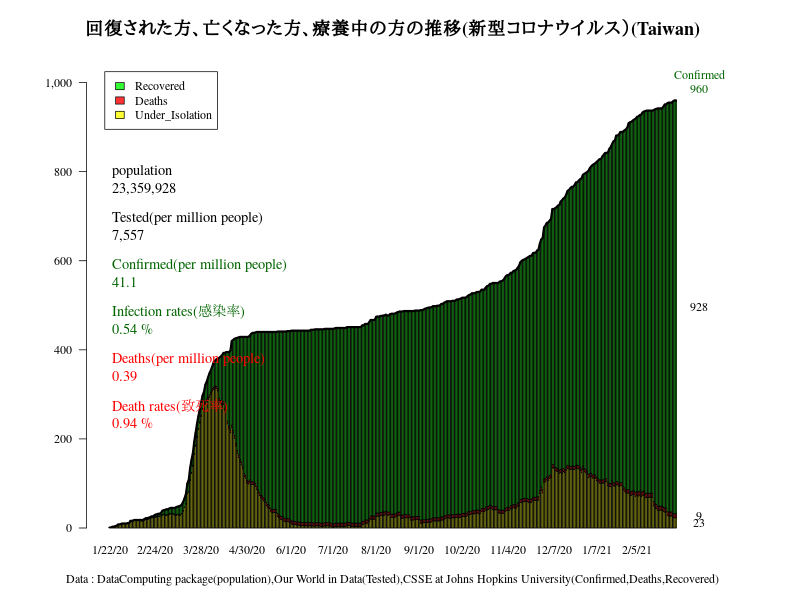 回復された方、亡くなった方、療養中の方の推移(新型コロナウイルス)(Taiwan)
Confirmed
960
1,000
800
600
400
200
0
Recovered
Deaths
Under_Isolation
population
23,359,928
Tested(per million people)
7,557
Confirmed(per million people)
41.1
Infection rates(感染率)
0.54 %
Deaths(per million people)
0.39
Death rates(致死率)
0.94 %
928
9
23
1/22/20 2/24/20 3/28/20 4/30/20 6/1/20 7/1/20 8/1/20 9/1/20 10/2/20 11/4/20 12/7/20 1/7/21 2/5/21
Data : DataComputing package(population),Our World in Data(Tested),CSSE at Johns Hopkins University(Confirmed,Deaths,Recovered)